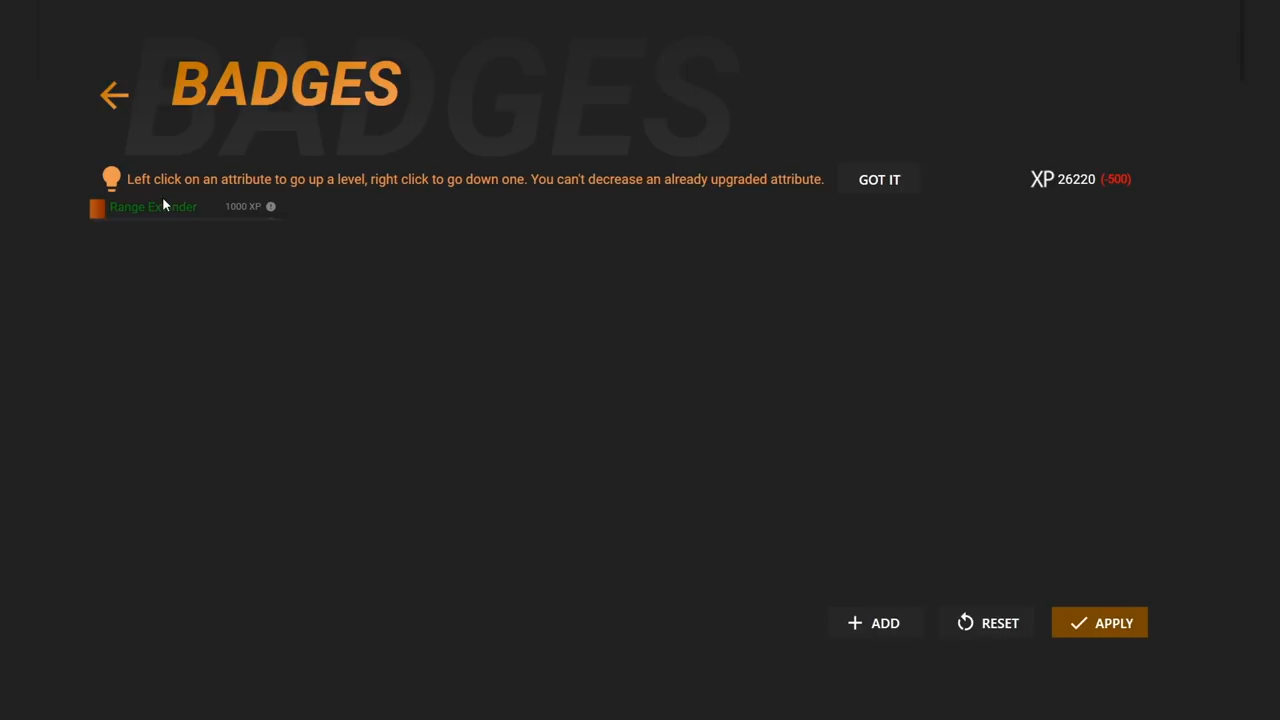 BADGES
BADGES
Left click on an attribute to go up a level, right click to go down one. You can't decrease an already upgraded attribute.
GOT IT
XP 26220 (-500)
Range Extender
1000 XP
ADD
RESET
APPLY